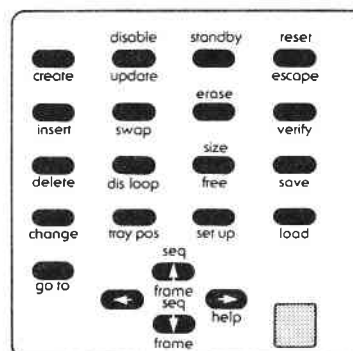 disable standby reset
create update escape
erase
insert swap verify
size
delete dis loop free save
change tray pos set up load
seq
go to
frame
seq
help
frame